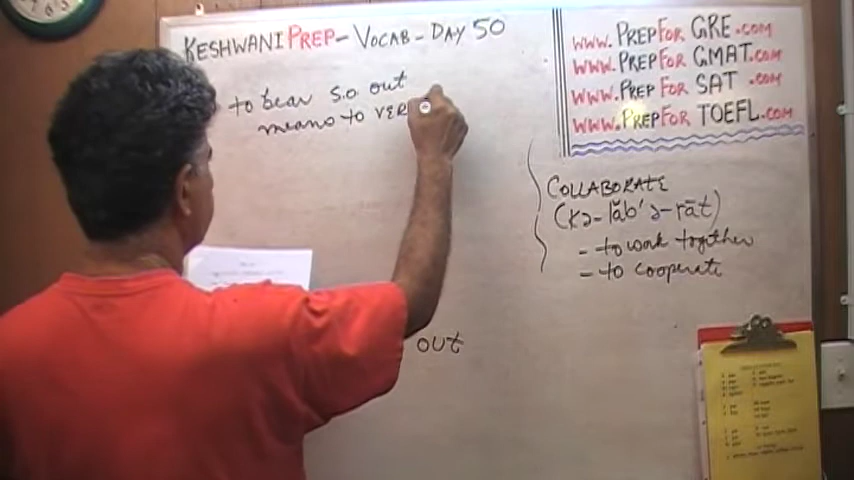 KESHWANI PREP - VOCAB - DAY 50
to bear s.o out
means to VER
OUT
www.PREPFOR GRE.com
www.PREPFOR GMAT.com
www.PREPFOR SAT.com
www.PREPFOR TOEFL.com
COLLABORATE
(kə-lăb'ə-rāt)
- to work together
- to cooperate